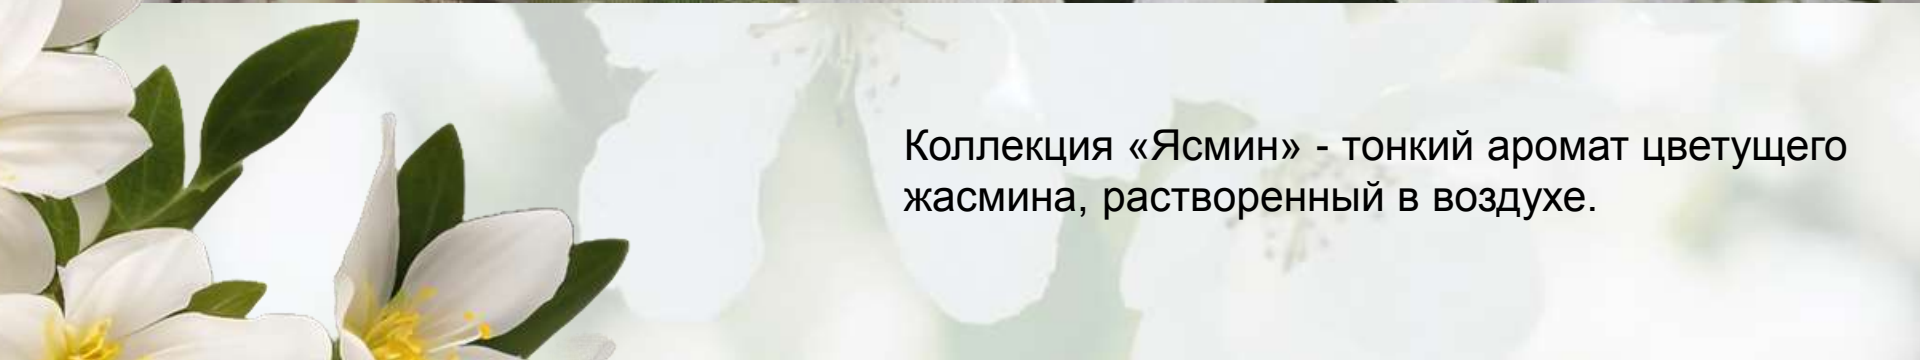 Коллекция «Ясмин» - тонкий аромат цветущего
жасмина, растворенный в воздухе.